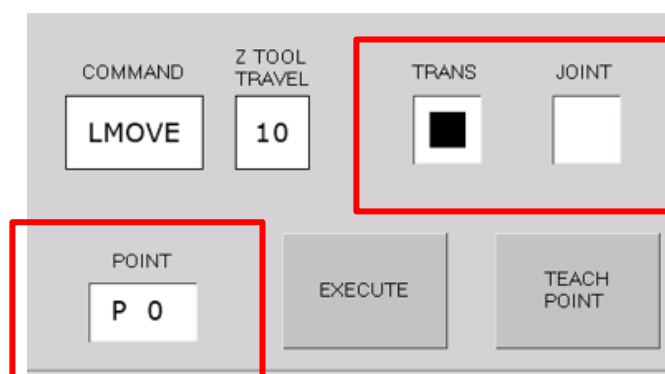 COMMAND
Z TOOL
TRAVEL
TRANS
JOINT
LMOVE
10
POINT
P 0
EXECUTE
TEACH
POINT